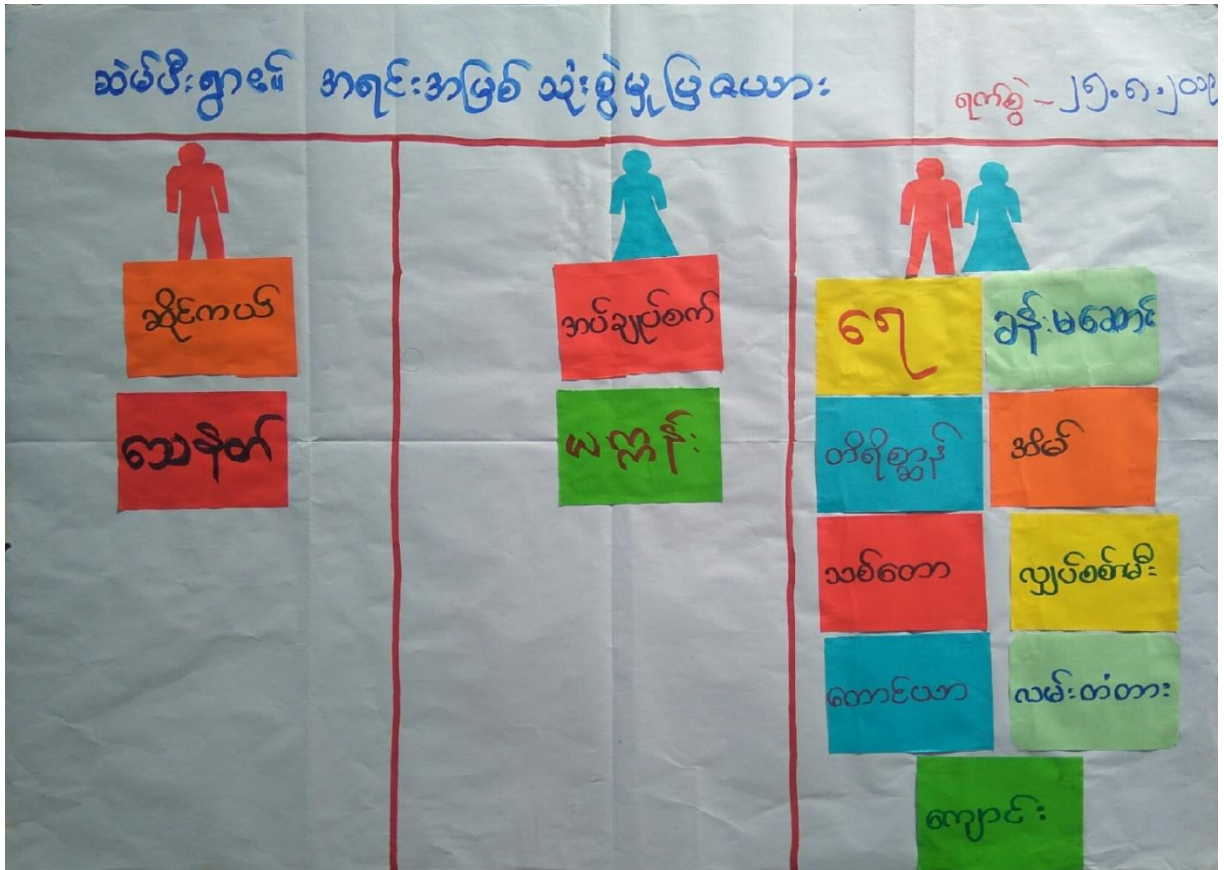 ဆဲမ်ဗီးရွာ၏ အရင်းအမြစ် သုံးစွဲမှုပြဇယား
ရက်စွဲ - ၂၅.၈.၂၀၁၉
ဆိုင်ကယ်
သေနတ်
အပ်ချုပ်စက်
ယက္ကန်း
ရေ
ခွန်းမဆောင်
တိရိစ္ဆာန်
အိမ်
သစ်တော
လျှပ်စစ်မီး
တောင်ယာ
လမ်းတံတား
ကျောင်း